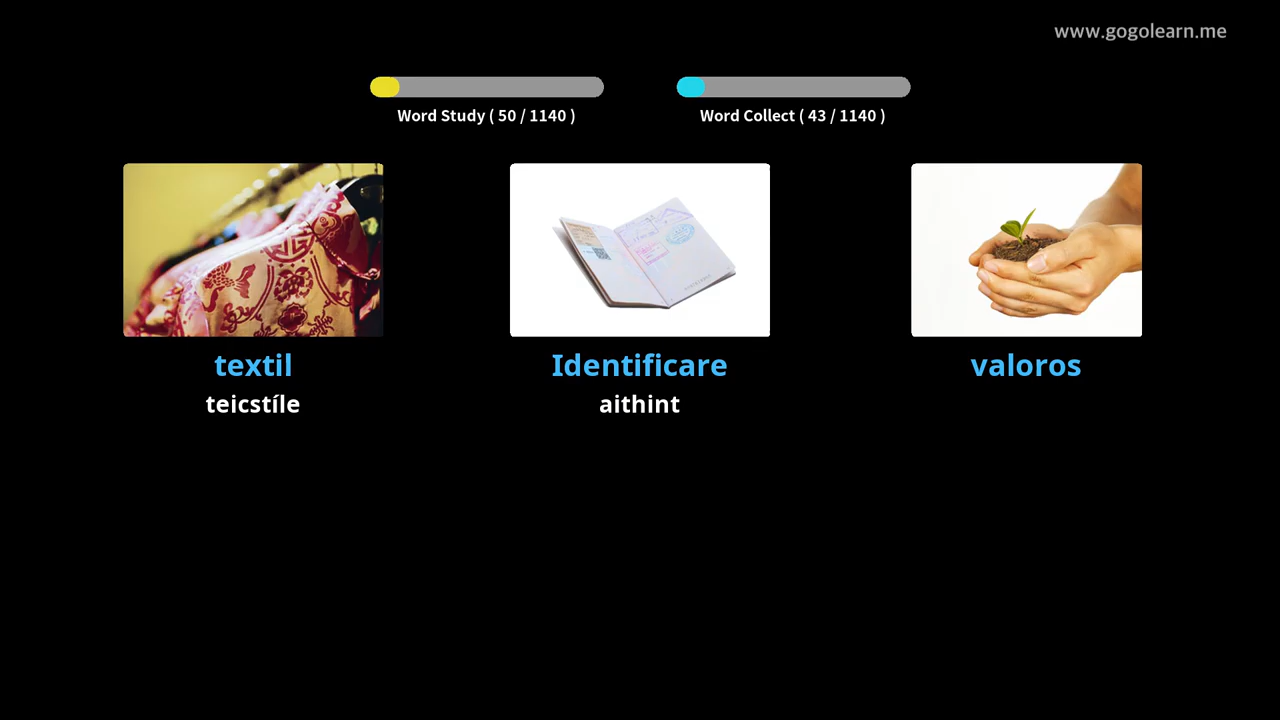 www.gogolearn.me
Word Study ( 50 / 1140 )
Word Collect ( 43 / 1140 )
textil
Identificare
valoros
teicstíle
aithint